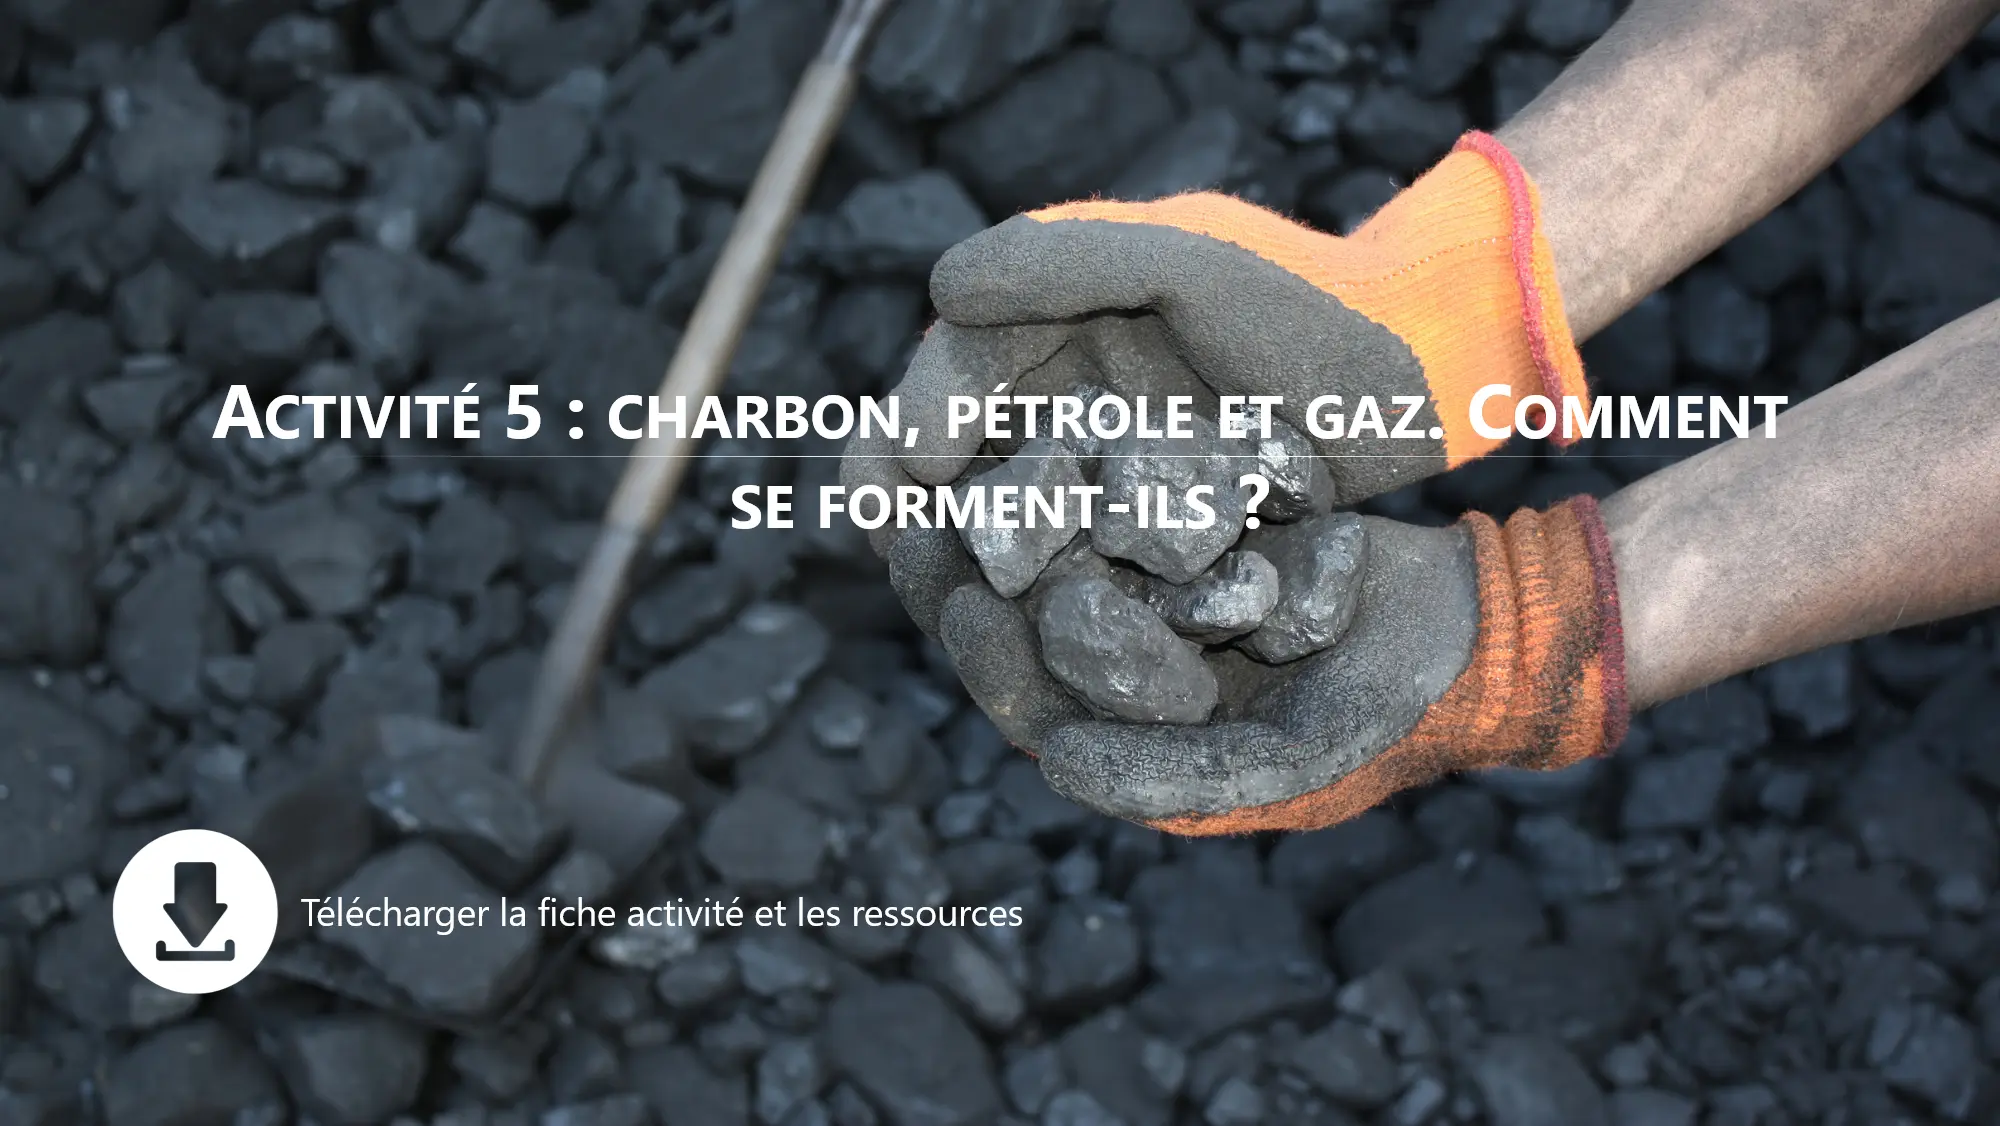 Activité 5 : charbon, pétrole et gaz. Comment
se forment-ils ?
Télécharger la fiche activité et les ressources